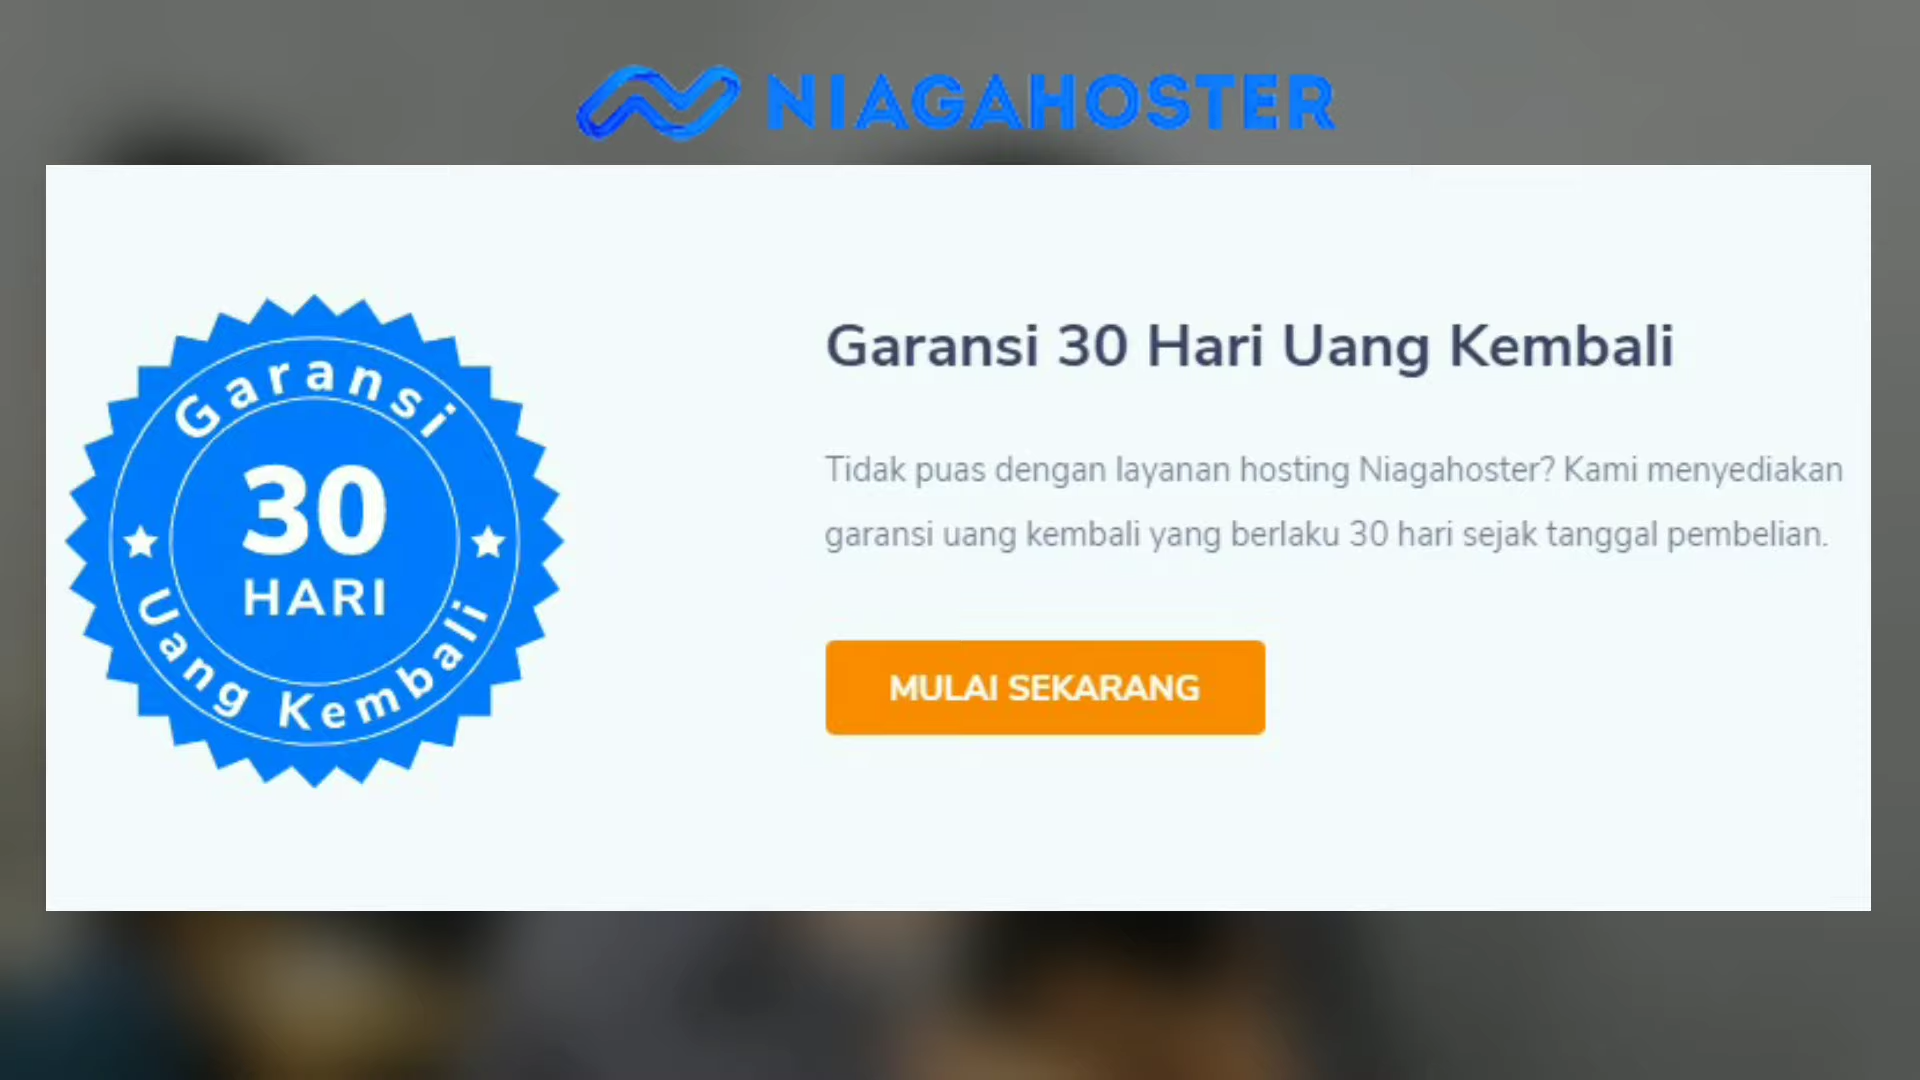 NIAGAHOSTER
Garansi
30
HARI
Uang Kembali
Garansi 30 Hari Uang Kembali
Tidak puas dengan layanan hosting Niagahoster? Kami menyediakan
garansi uang kembali yang berlaku 30 hari sejak tanggal pembelian.
MULAI SEKARANG